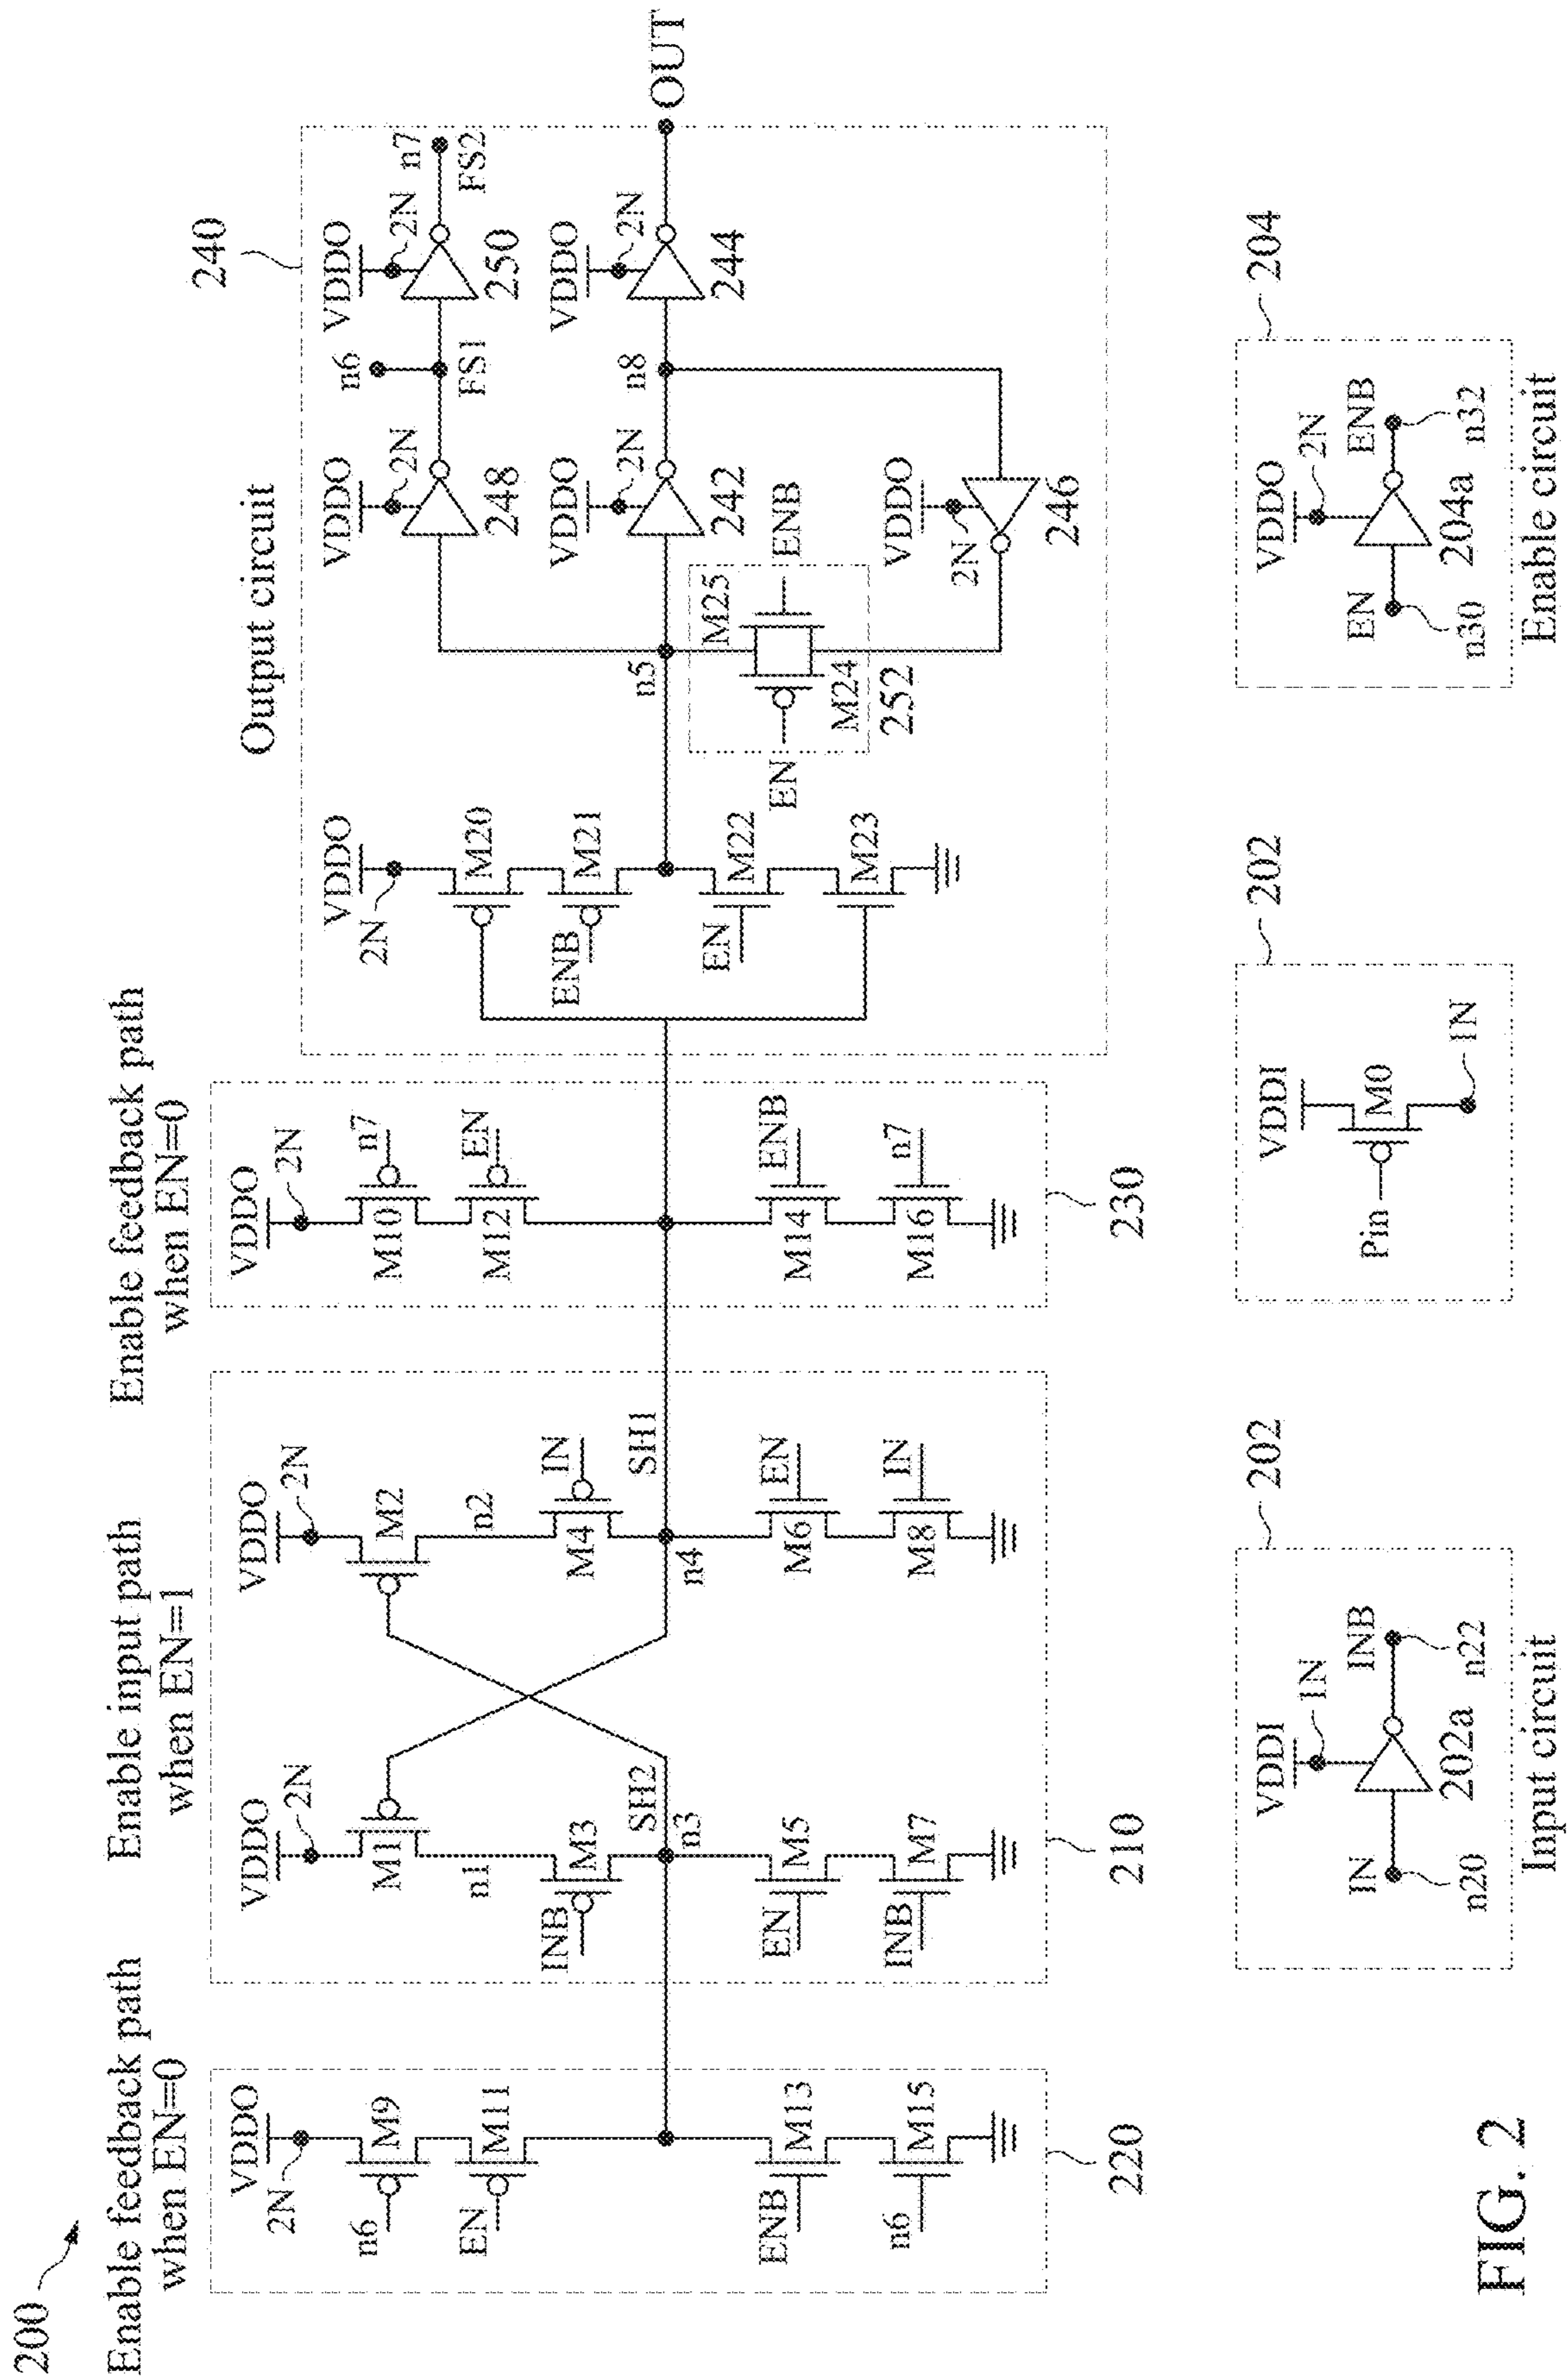 200
Enable feedback path
when EN=0
Enable input path
when EN=1
Enable feedback path
when EN=0
Output circuit
240
VDDO
2N
n6
M9
EN
M11
ENB
M13
n6
M15
220
VDDO
2N
M1
n1
INB
M3
SH2
n3
EN
M5
INB
M7
VDDO
2N
M2
n2
IN
M4
SH1
n4
EN
M6
IN
M8
210
VDDO
2N
n7
M10
EN
M12
ENB
M14
n7
M16
230
VDDO
2N
M20
ENB
M21
EN
M22
M23
n5
VDDO
2N
248
n6
FS1
VDDO
2N
250
n7
FS2
VDDO
2N
242
n8
VDDO
2N
244
OUT
M25
ENB
EN
M24
252
VDDO
2N
246
202
VDDI
1N
IN
INB
n20
202a
n22
Input circuit
202
VDDI
Pin
M0
1N
204
VDDO
2N
EN
ENB
n30
204a
n32
Enable circuit
FIG. 2